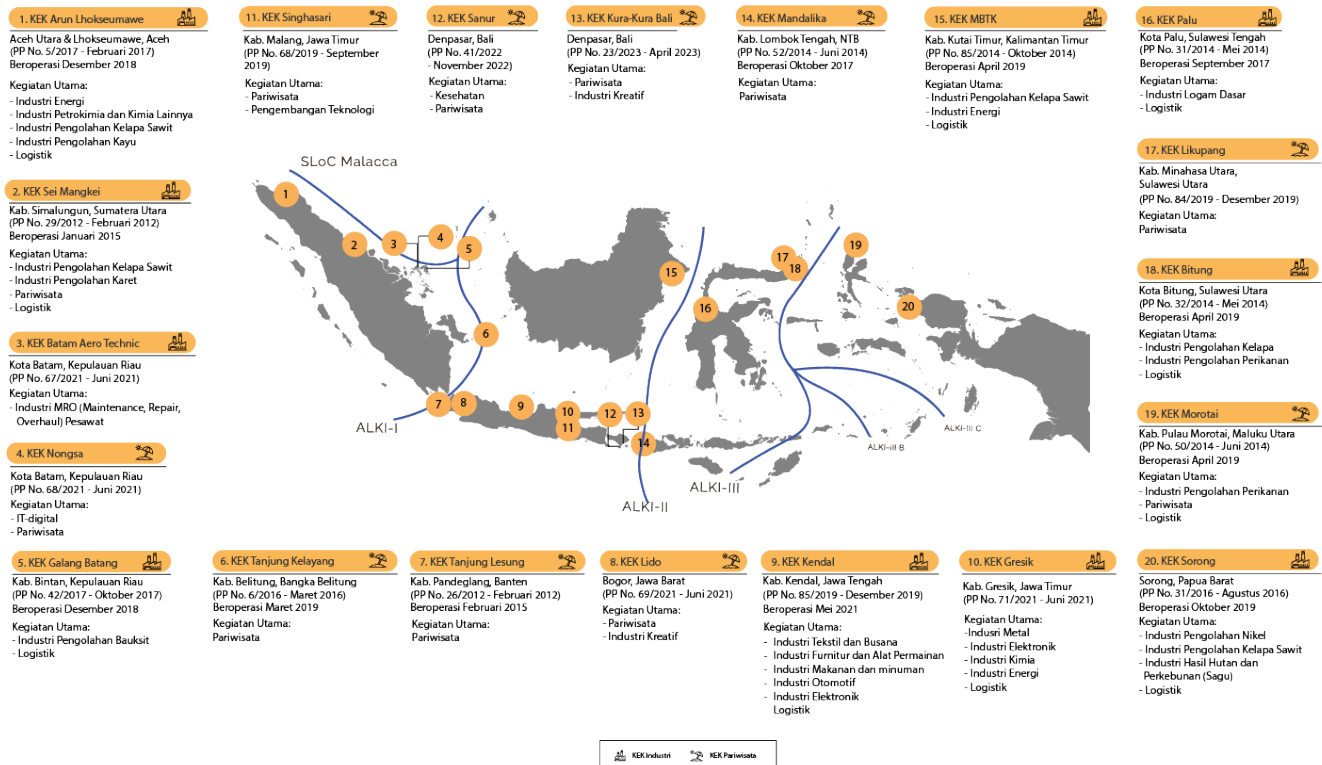 1. KEK Arun Lhokseumawe
Aceh Utara & Lhokseumawe, Aceh
(PP No. 5/2017 - Februari 2017)
Beroperasi Desember 2018
Kegiatan Utama:
- Industri Energi
- Industri Petrokimia dan Kimia Lainnya
- Industri Pengolahan Kelapa Sawit
- Industri Pengolahan Kayu
- Logistik
11. KEK Singhasari
Kab. Malang, Jawa Timur
(PP No. 68/2019 - September
2019)
Kegiatan Utama:
- Pariwisata
- Pengembangan Teknologi
12. KEK Sanur
Denpasar, Bali
(PP No. 41/2022
- November 2022)
Kegiatan Utama:
- Kesehatan
- Pariwisata
13. KEK Kura-Kura Bali
Denpasar, Bali
(PP No. 23/2023 - April 2023)
Kegiatan Utama:
- Pariwisata
- Industri Kreatif
14. KEK Mandalika
Kab. Lombok Tengah, NTB
(PP No. 52/2014 - Juni 2014)
Beroperasi Oktober 2017
Kegiatan Utama:
Pariwisata
15. KEK MBTK
Kab. Kutai Timur, Kalimantan Timur
(PP No. 85/2014 - Oktober 2014)
Beroperasi April 2019
Kegiatan Utama:
- Industri Pengolahan Kelapa Sawit
- Industri Energi
- Logistik
16. KEK Palu
Kota Palu, Sulawesi Tengah
(PP No. 31/2014 - Mei 2014)
Beroperasi September 2017
Kegiatan Utama:
- Industri Logam Dasar
- Logistik
17. KEK Likupang
Kab. Minahasa Utara,
Sulawesi Utara
(PP No. 84/2019 - Desember 2019)
Kegiatan Utama:
Pariwisata
2. KEK Sei Mangkei
Kab. Simalungun, Sumatera Utara
(PP No. 29/2012 - Februari 2012)
Beroperasi Januari 2015
Kegiatan Utama:
- Industri Pengolahan Kelapa Sawit
- Industri Pengolahan Karet
- Pariwisata
- Logistik
3. KEK Batam Aero Technic
Kota Batam, Kepulauan Riau
(PP No. 67/2021 - Juni 2021)
Kegiatan Utama:
- Industri MRO (Maintenance, Repair,
Overhaul) Pesawat
4. KEK Nongsa
Kota Batam, Kepulauan Riau
(PP No. 68/2021 - Juni 2021)
Kegiatan Utama:
- IT-digital
- Pariwisata
SLoC Malacca
1
2
3
4
5
6
7
8
9
10
11
12
13
14
15
16
17
18
19
20
ALKI-I
ALKI-II
ALKI-III
ALKI-III B
ALKI-III C
18. KEK Bitung
Kota Bitung, Sulawesi Utara
(PP No. 32/2014 - Mei 2014)
Beroperasi April 2019
Kegiatan Utama:
- Industri Pengolahan Kelapa
- Industri Pengolahan Perikanan
- Logistik
19. KEK Morotai
Kab. Pulau Morotai, Maluku Utara
(PP No. 50/2014 - Juni 2014)
Beroperasi April 2019
Kegiatan Utama:
- Industri Pengolahan Perikanan
- Pariwisata
- Logistik
5. KEK Galang Batang
Kab. Bintan, Kepulauan Riau
(PP No. 42/2017 - Oktober 2017)
Beroperasi Desember 2018
Kegiatan Utama:
- Industri Pengolahan Bauksit
- Logistik
6. KEK Tanjung Kelayang
Kab. Belitung, Bangka Belitung
(PP No. 6/2016 - Maret 2016)
Beroperasi Maret 2019
Kegiatan Utama:
Pariwisata
7. KEK Tanjung Lesung
Kab. Pandeglang, Banten
(PP No. 26/2012 - Februari 2012)
Beroperasi Februari 2015
Kegiatan Utama:
Pariwisata
8. KEK Lido
Bogor, Jawa Barat
(PP No. 69/2021 - Juni 2021)
Kegiatan Utama:
- Pariwisata
- Industri Kreatif
9. KEK Kendal
Kab. Kendal, Jawa Tengah
(PP No. 85/2019 - Desember 2019)
Beroperasi Mei 2021
Kegiatan Utama:
- Industri Tekstil dan Busana
- Industri Furnitur dan Alat Permainan
- Industri Makanan dan minuman
- Industri Otomotif
- Industri Elektronik
Logistik
10. KEK Gresik
Kab. Gresik, Jawa Timur
(PP No. 71/2021 - Juni 2021)
Kegiatan Utama:
-Indusri Metal
- Industri Elektronik
- Industri Kimia
- Industri Energi
- Logistik
20. KEK Sorong
Sorong, Papua Barat
(PP No. 31/2016 - Agustus 2016)
Beroperasi Oktober 2019
Kegiatan Utama:
- Industri Pengolahan Nikel
- Industri Pengolahan Kelapa Sawit
- Industri Hasil Hutan dan
Perkebunan (Sagu)
- Logistik
KEK Industri
KEK Pariwisata